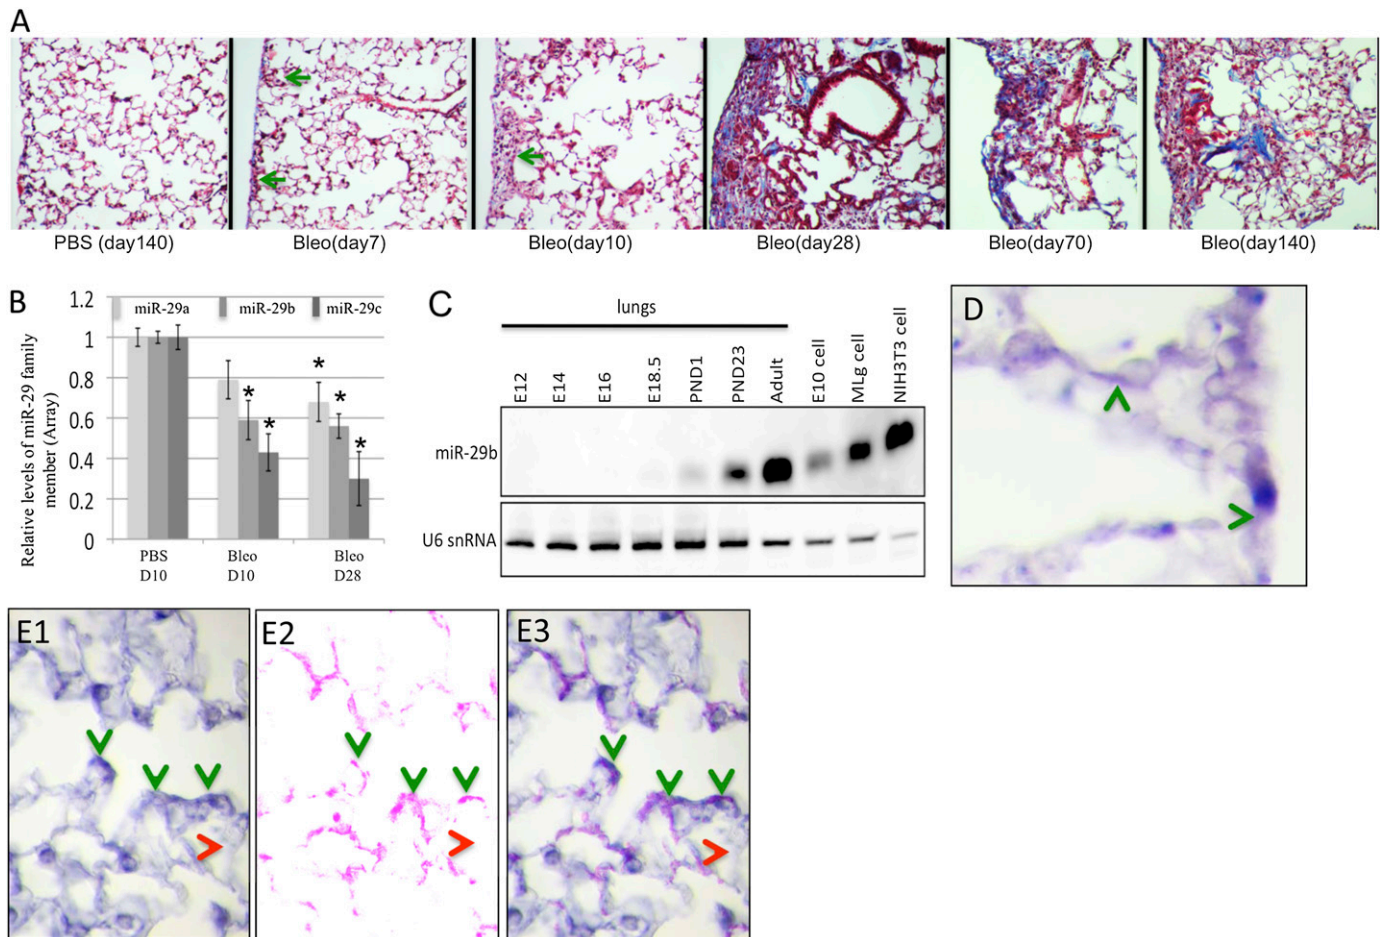 A
PBS (day140)
Bleo(day7)
Bleo(day10)
Bleo(day28)
Bleo(day70)
Bleo(day140)
B
Relative levels of miR-29 family
member (Array)
1.2
1
0.8
0.6
0.4
0.2
0
miR-29a
miR-29b
miR-29c
*
*
*
*
*
PBS
D10
Bleo
D10
Bleo
D28
C
lungs
E12
E14
E16
E18.5
PND1
PND23
Adult
E10 cell
MLg cell
NIH3T3 cell
miR-29b
U6 snRNA
D
E1
E2
E3